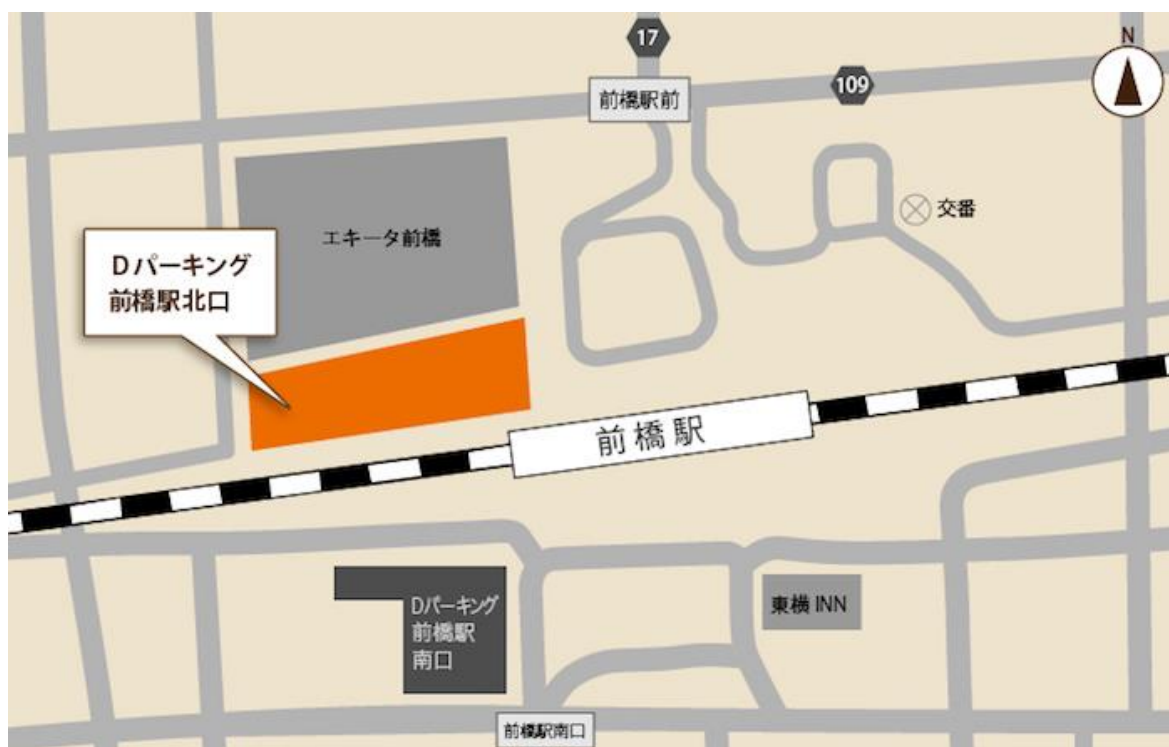 17
N
109
前橋駅前
交番
エキータ前橋
Dパーキング
前橋駅北口
前橋駅
Dパーキング
前橋駅
南口
東横 INN
前橋駅南口